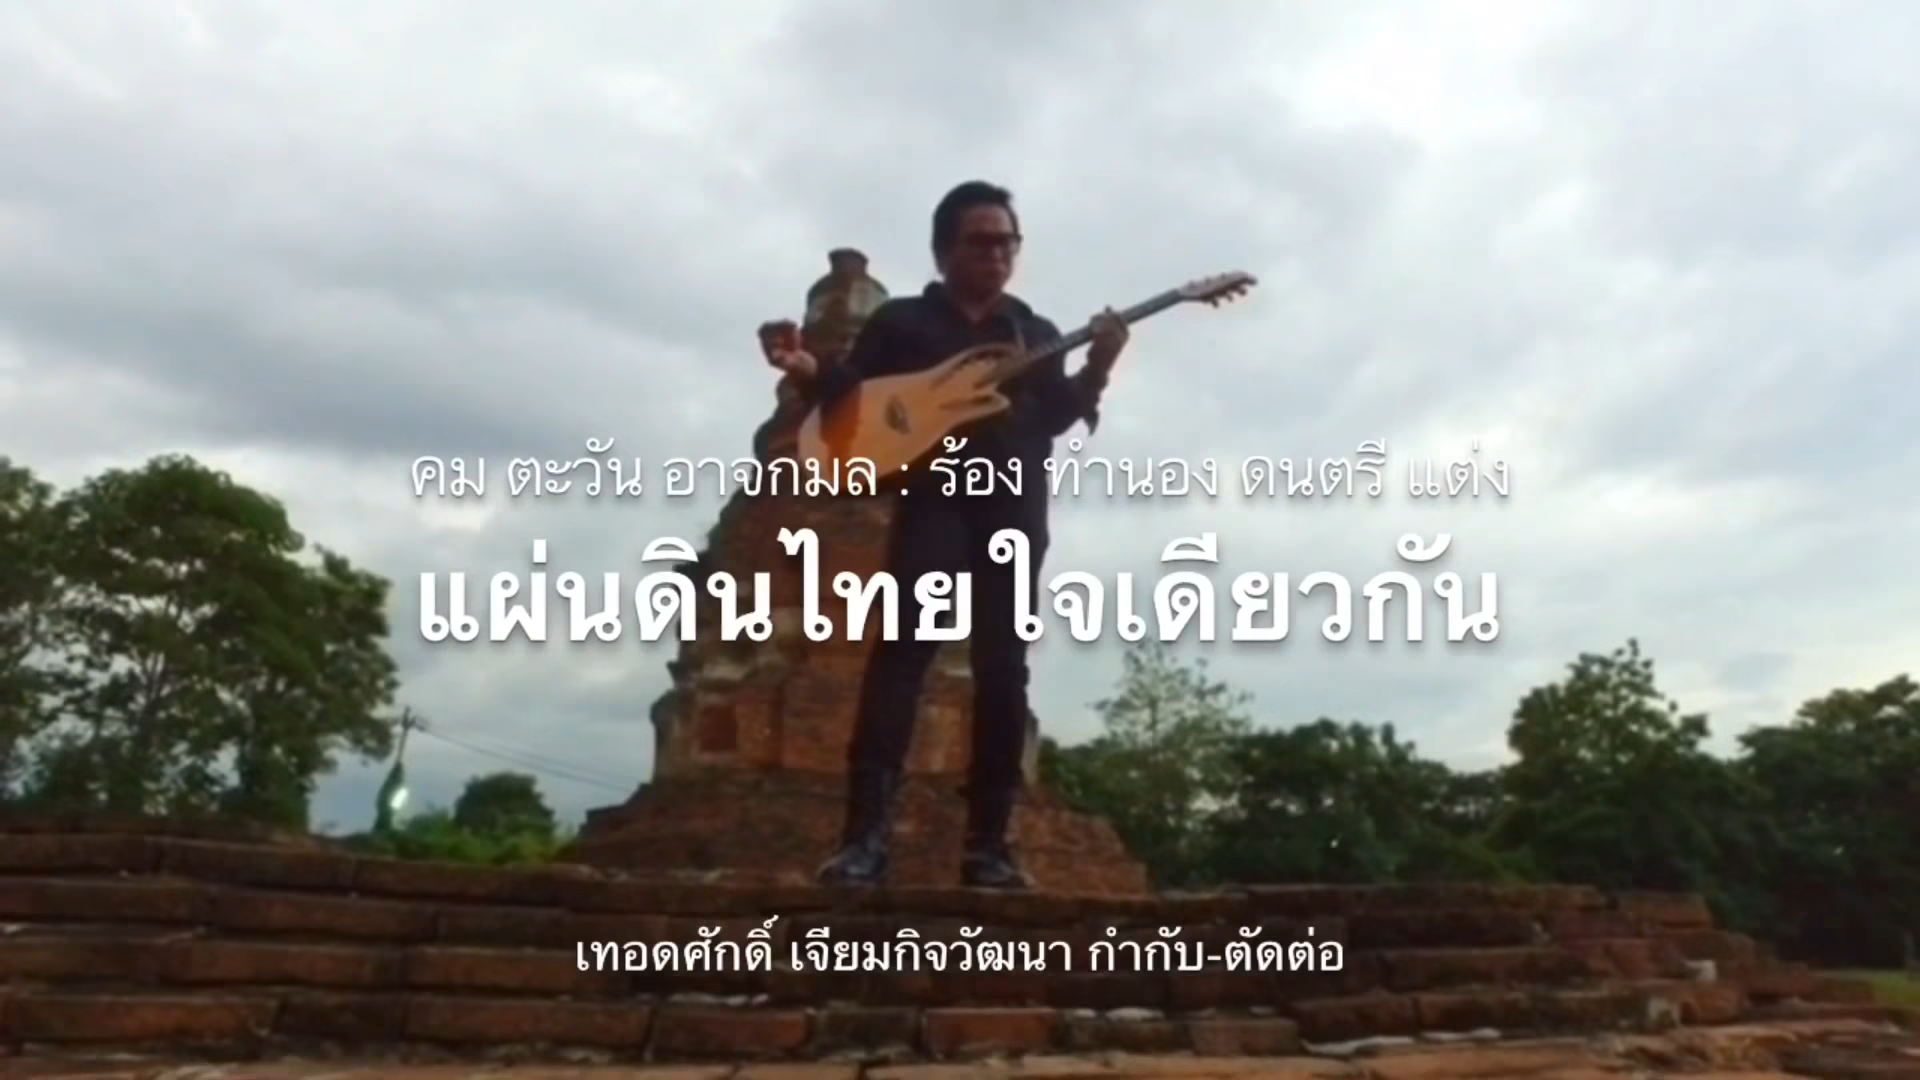 คม ตะวัน อาจกมล : ร้อง ทำนอง ดนตรี แต่ง
แผ่นดินไทย ใจเดียวกัน
เทอดศักดิ์ เจียมกิจวัฒนา กำกับ-ตัดต่อ